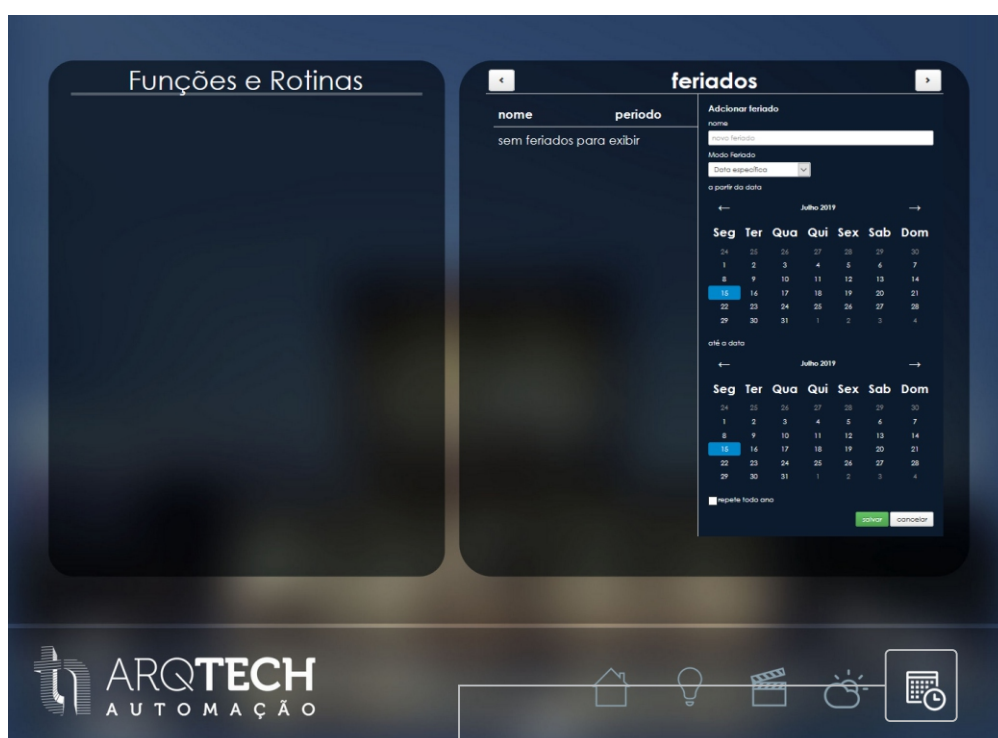 Funções e Rotinas
feriados
nome periodo
sem feriados para exibir
Adcionar feriado
nome
novo feriado
Modo Feriado
Data específica
a partir da data
← Julho 2019 →
Seg Ter Qua Qui Sex Sab Dom
24 25 26 27 28 29 30
1 2 3 4 5 6 7
8 9 10 11 12 13 14
15 16 17 18 19 20 21
22 23 24 25 26 27 28
29 30 31 1 2 3 4
até a data
← Julho 2019 →
Seg Ter Qua Qui Sex Sab Dom
24 25 26 27 28 29 30
1 2 3 4 5 6 7
8 9 10 11 12 13 14
15 16 17 18 19 20 21
22 23 24 25 26 27 28
29 30 31 1 2 3 4
repete todo ano
salvar cancelar
ARQTECH
AUTOMAÇÃO